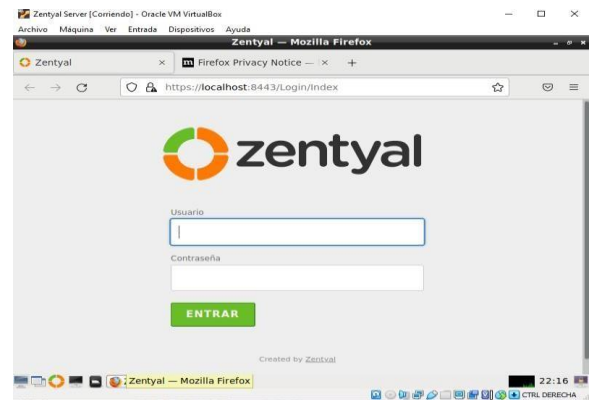 Zentyal Server [Corriendo] - Oracle VM VirtualBox
Archivo Máquina Ver Entrada Dispositivos Ayuda
Zentyal — Mozilla Firefox
Zentyal
Firefox Privacy Notice —
https://localhost:8443/Login/Index
zentyal
Usuario
Contraseña
ENTRAR
Created by Zentyal
Zentyal — Mozilla Firefox
22:16
CTRL DERECHA